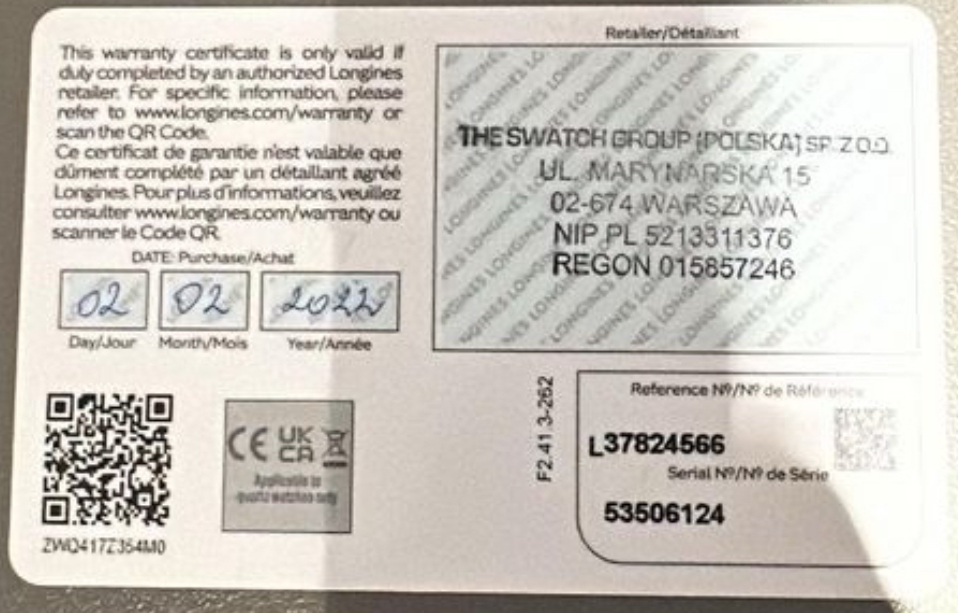 This warranty certificate is only valid if
duly completed by an authorized Longines
retailer. For specific information, please
refer to www.longines.com/warranty or
scan the QR Code.
Ce certificat de garantie n'est valable que
dûment complété par un détaillant agréé
Longines. Pour plus d'informations, veuillez
consulter www.longines.com/warranty ou
scanner le Code QR.
DATE: Purchase/Achat
02 02 2022
Day/Jour Month/Mois Year/Année
ZWQ417Z354M0
CE UK CA
Applicable to
quartz watches only
Retailer/Détaillant
THE SWATCH GROUP (POLSKA) SP. Z O.O.
UL. MARYNARSKA 15
02-674 WARSZAWA
NIP PL 5213311376
REGON 015857246
F2.41 3-262
Reference Nº/Nº de Référence
L37824566
Serial Nº/Nº de Série
53506124